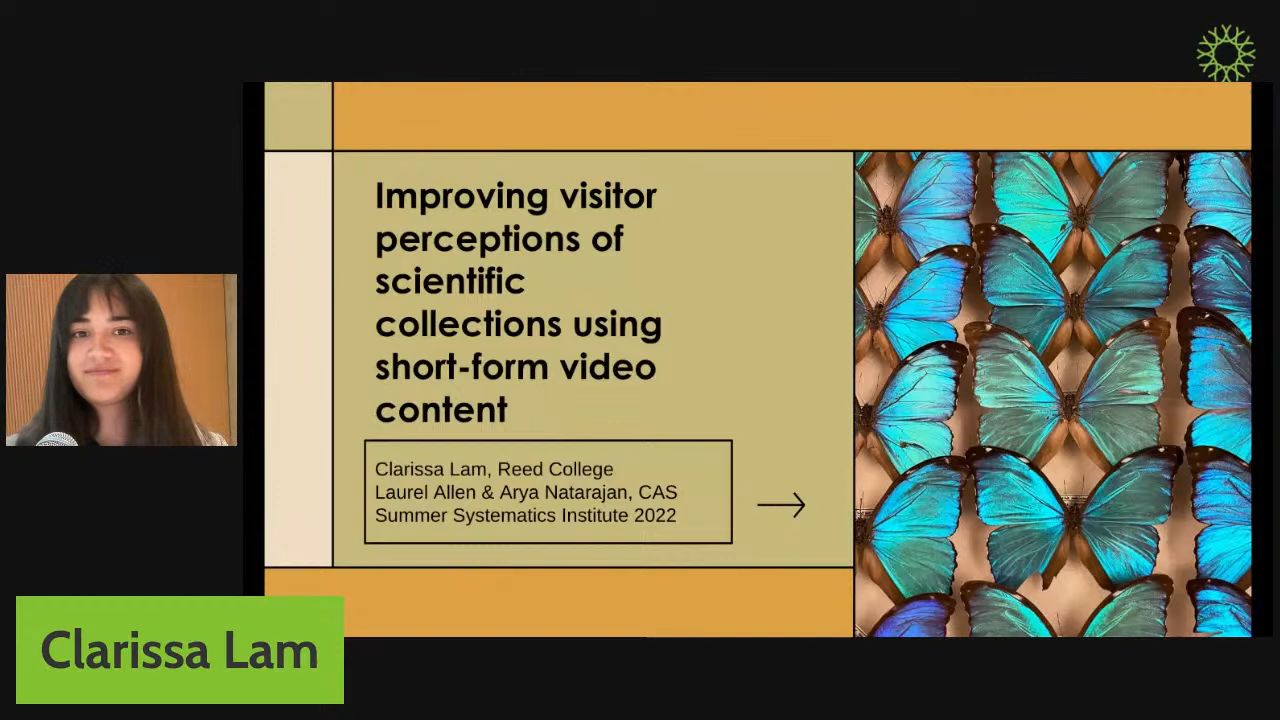 Improving visitor
perceptions of
scientific
collections using
short-form video
content
Clarissa Lam, Reed College
Laurel Allen & Arya Natarajan, CAS
Summer Systematics Institute 2022
Clarissa Lam